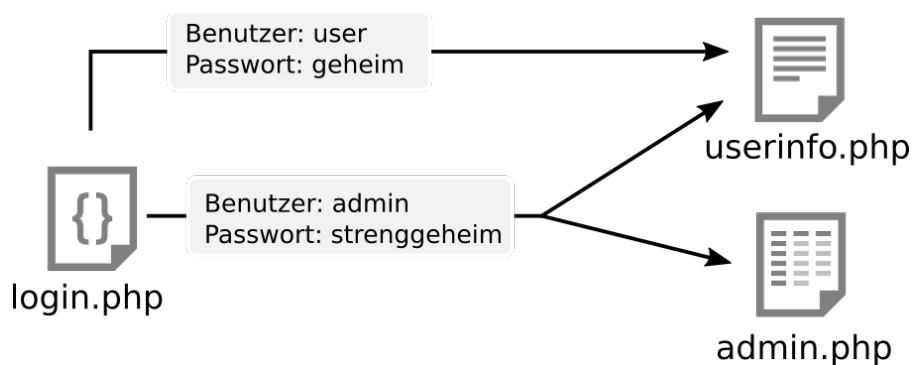 Benutzer: user
Passwort: geheim
userinfo.php
{}
Benutzer: admin
Passwort: strenggeheim
login.php
admin.php